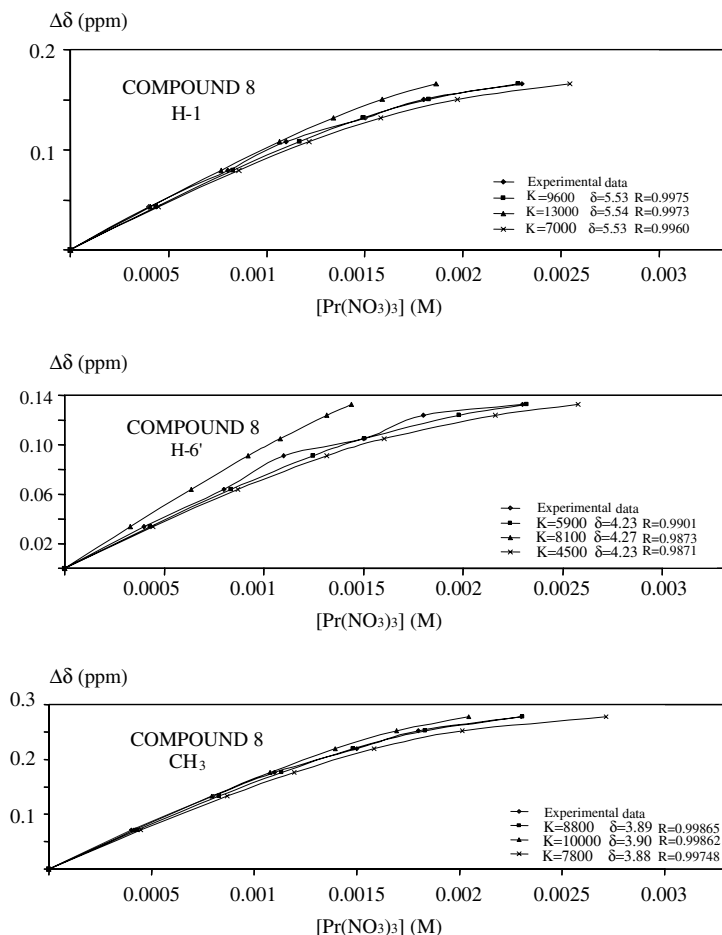 Δδ (ppm)
0.2
COMPOUND 8
H-1
0.1
Experimental data
K=9600 δ=5.53 R=0.9975
K=13000 δ=5.54 R=0.9973
K=7000 δ=5.53 R=0.9960
0.0005 0.001 0.0015 0.002 0.0025 0.003
[Pr(NO3)3] (M)
Δδ (ppm)
0.14
COMPOUND 8
H-6'
0.10
0.06
Experimental data
K=5900 δ=4.23 R=0.9901
K=8100 δ=4.27 R=0.9873
K=4500 δ=4.23 R=0.9871
0.02
0.0005 0.001 0.0015 0.002 0.0025 0.003
[Pr(NO3)3] (M)
Δδ (ppm)
0.3
COMPOUND 8
CH3
0.2
0.1
Experimental data
K=8800 δ=3.89 R=0.99865
K=10000 δ=3.90 R=0.99862
K=7800 δ=3.88 R=0.99748
0.0005 0.001 0.0015 0.002 0.0025 0.003
[Pr(NO3)3] (M)